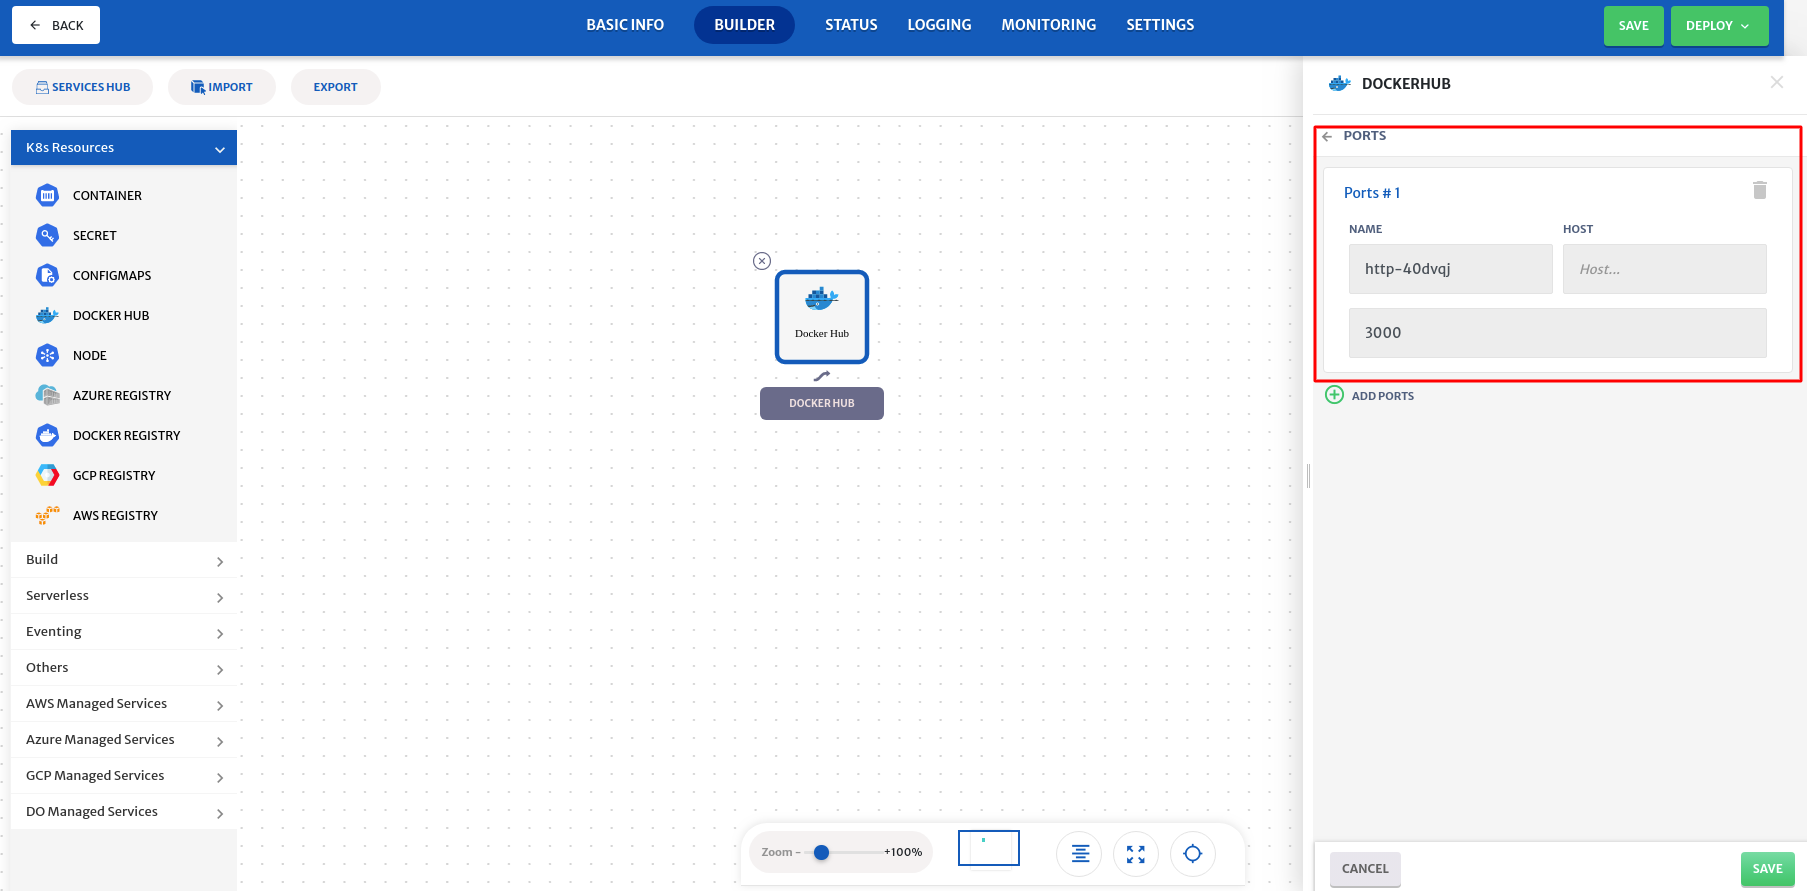 BACK
BASIC INFO
BUILDER
STATUS
LOGGING
MONITORING
SETTINGS
SAVE
DEPLOY
SERVICES HUB
IMPORT
EXPORT
DOCKERHUB
K8s Resources
CONTAINER
SECRET
CONFIGMAPS
DOCKER HUB
NODE
AZURE REGISTRY
DOCKER REGISTRY
GCP REGISTRY
AWS REGISTRY
Build
Serverless
Eventing
Others
AWS Managed Services
Azure Managed Services
GCP Managed Services
DO Managed Services
Docker Hub
DOCKER HUB
Zoom - +100%
PORTS
Ports # 1
NAME
HOST
http-40dvqj
Host...
3000
ADD PORTS
CANCEL
SAVE